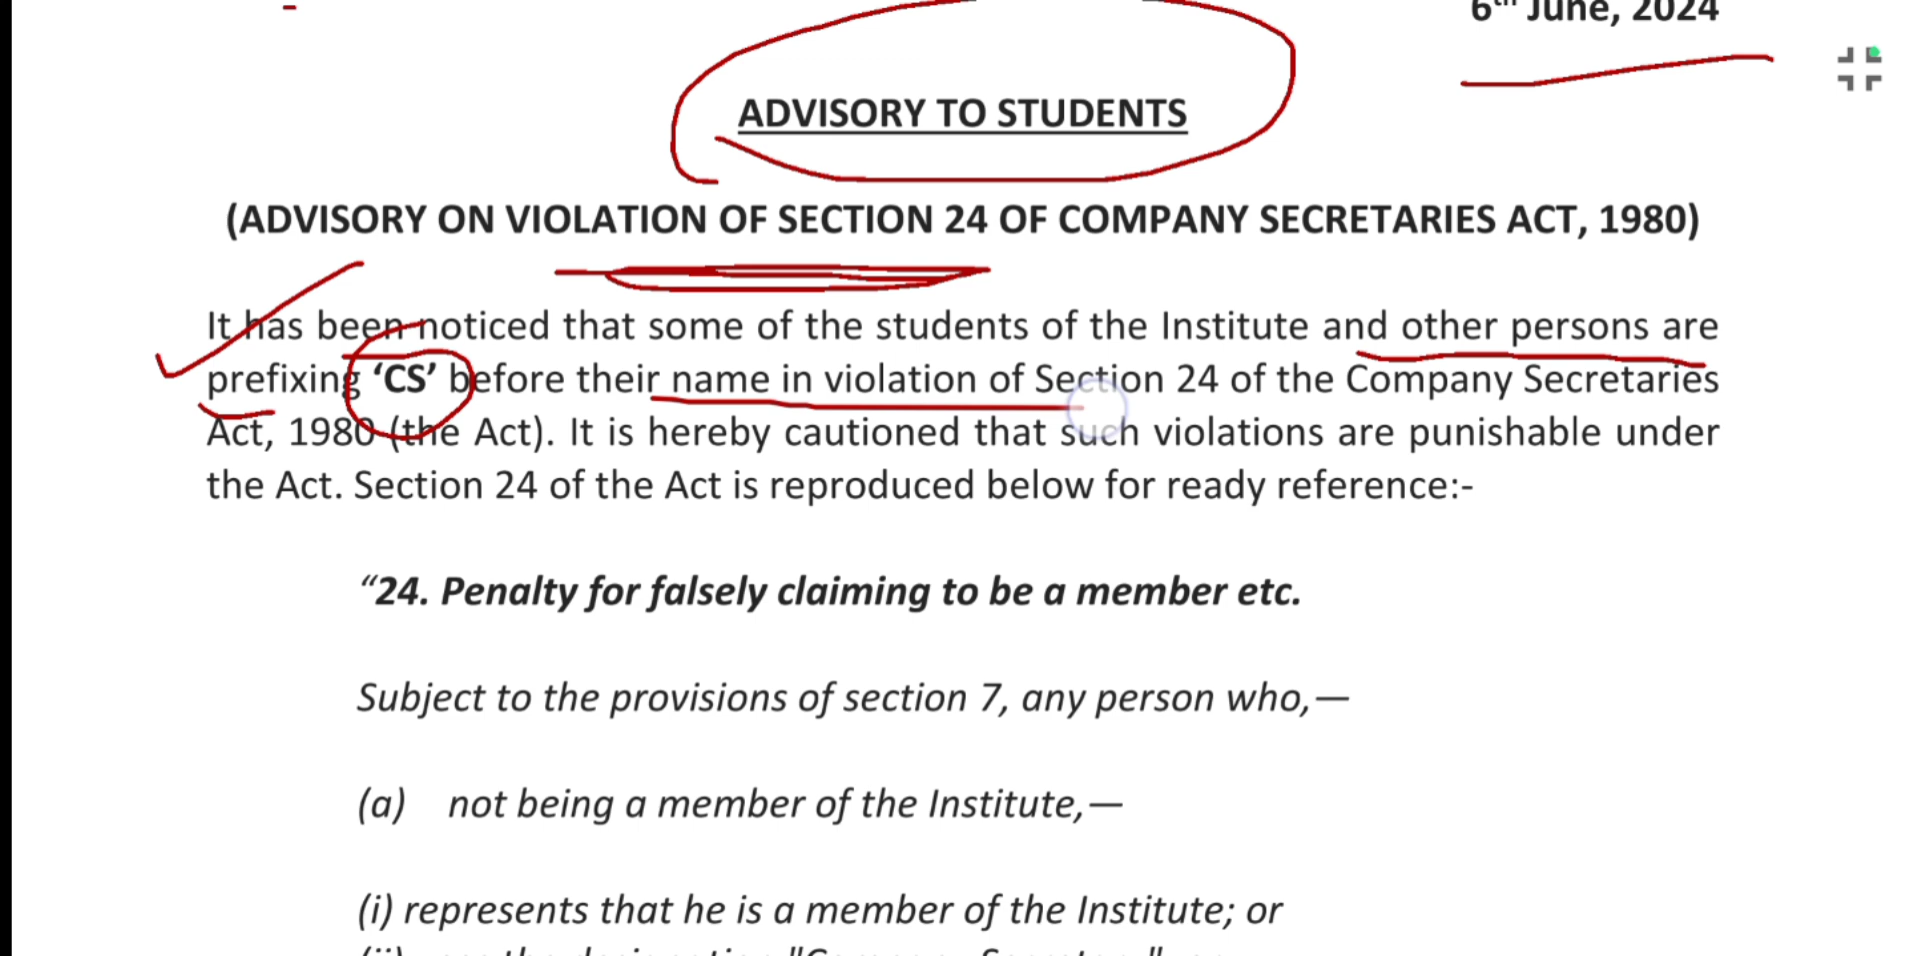 6th June, 2024
ADVISORY TO STUDENTS
(ADVISORY ON VIOLATION OF SECTION 24 OF COMPANY SECRETARIES ACT, 1980)
It has been noticed that some of the students of the Institute and other persons are
prefixing ‘CS’ before their name in violation of Section 24 of the Company Secretaries
Act, 1980 (the Act). It is hereby cautioned that such violations are punishable under
the Act. Section 24 of the Act is reproduced below for ready reference:-
“24. Penalty for falsely claiming to be a member etc.
Subject to the provisions of section 7, any person who,—
(a) not being a member of the Institute,—
(i) represents that he is a member of the Institute; or